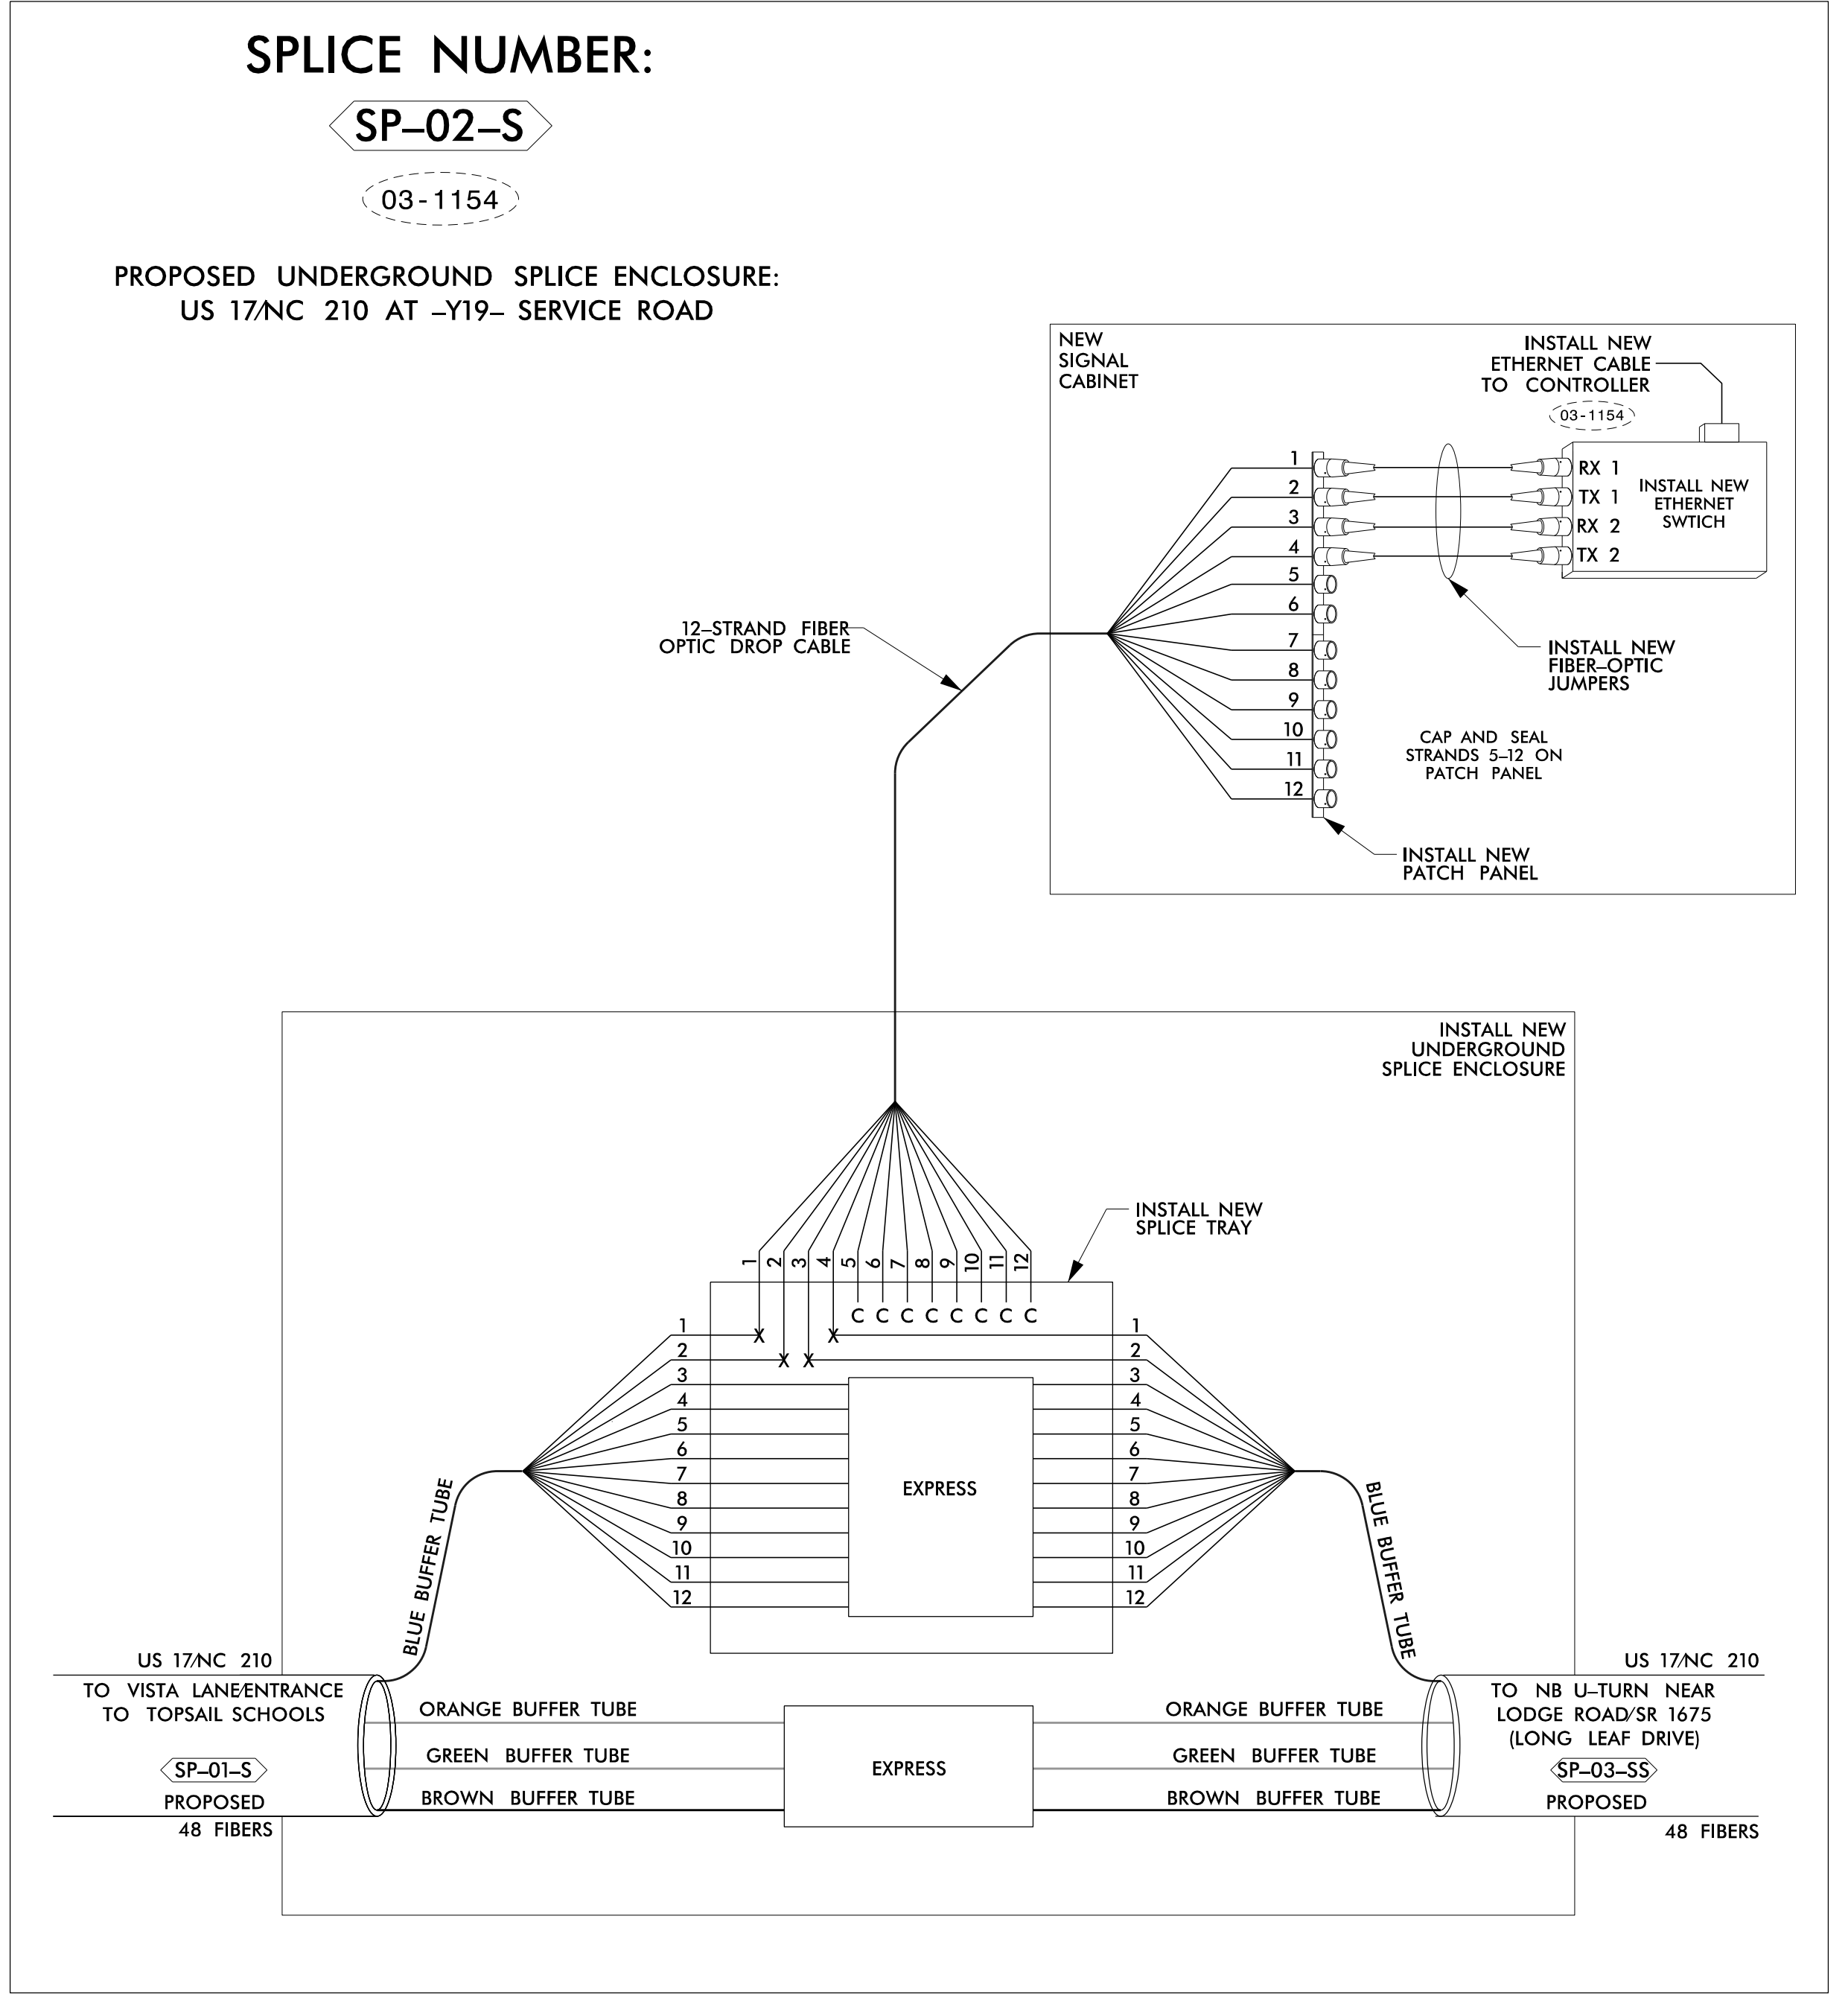 SPLICE NUMBER:
SP–02–S
03-1154
PROPOSED UNDERGROUND SPLICE ENCLOSURE:
US 17/NC 210 AT –Y19– SERVICE ROAD
NEW
SIGNAL
CABINET
INSTALL NEW
ETHERNET CABLE
TO CONTROLLER
03-1154
1
2
3
4
5
6
7
8
9
10
11
12
RX 1
TX 1
RX 2
TX 2
INSTALL NEW
ETHERNET
SWTICH
INSTALL NEW
FIBER–OPTIC
JUMPERS
CAP AND SEAL
STRANDS 5–12 ON
PATCH PANEL
INSTALL NEW
PATCH PANEL
12–STRAND FIBER
OPTIC DROP CABLE
INSTALL NEW
UNDERGROUND
SPLICE ENCLOSURE
INSTALL NEW
SPLICE TRAY
1 2 3 4 5 6 7 8 9 10 11 12
C C C C C C C C
X X
X X
1
2
3
4
5
6
7
8
9
10
11
12
EXPRESS
1
2
3
4
5
6
7
8
9
10
11
12
BLUE BUFFER TUBE
BLUE BUFFER TUBE
US 17/NC 210
TO VISTA LANE/ENTRANCE
TO TOPSAIL SCHOOLS
SP–01–S
PROPOSED
48 FIBERS
ORANGE BUFFER TUBE
GREEN BUFFER TUBE
BROWN BUFFER TUBE
EXPRESS
ORANGE BUFFER TUBE
GREEN BUFFER TUBE
BROWN BUFFER TUBE
US 17/NC 210
TO NB U–TURN NEAR
LODGE ROAD/SR 1675
(LONG LEAF DRIVE)
SP–03–SS
PROPOSED
48 FIBERS